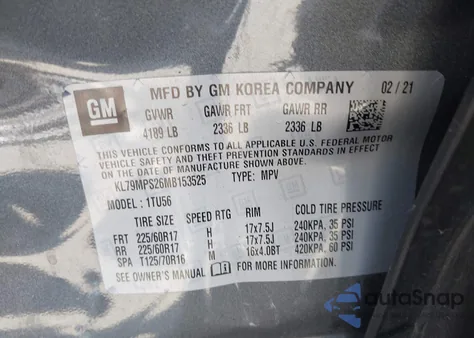 MFD BY GM KOREA COMPANY 02/21
GM
GVWR GAWR FRT GAWR RR
4189 LB 2336 LB 2336 LB
THIS VEHICLE CONFORMS TO ALL APPLICABLE U.S. FEDERAL MOTOR
VEHICLE SAFETY, BUMPER, AND THEFT PREVENTION STANDARDS
IN EFFECT ON THE DATE OF MANUFACTURE SHOWN ABOVE.
KL79MPS26MB153525 TYPE: MPV
MODEL: 1TU56
TIRE SIZE SPEED RTG RIM COLD TIRE PRESSURE
FRT 225/60R17 H 17x7.5J 240KPA, 35 PSI
RR 225/60R17 H 17x7.5J 240KPA, 35 PSI
SPA T125/70R16 M 16x4.0BT 420KPA, 60 PSI
SEE OWNER'S MANUAL FOR MORE INFORMATION
autoSnap